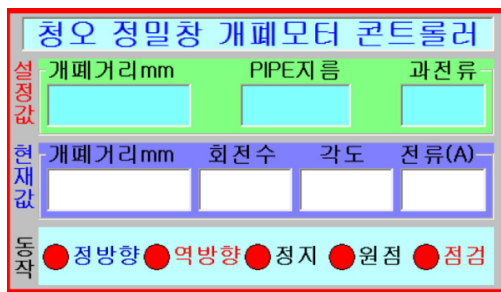 청오 정밀창 개폐모터 콘트롤러
설정값
개폐거리mm PIPE지름 과전류
현재값
개폐거리mm 회전수 각도 전류(A)
동작
정방향 역방향 정지 원점 점검